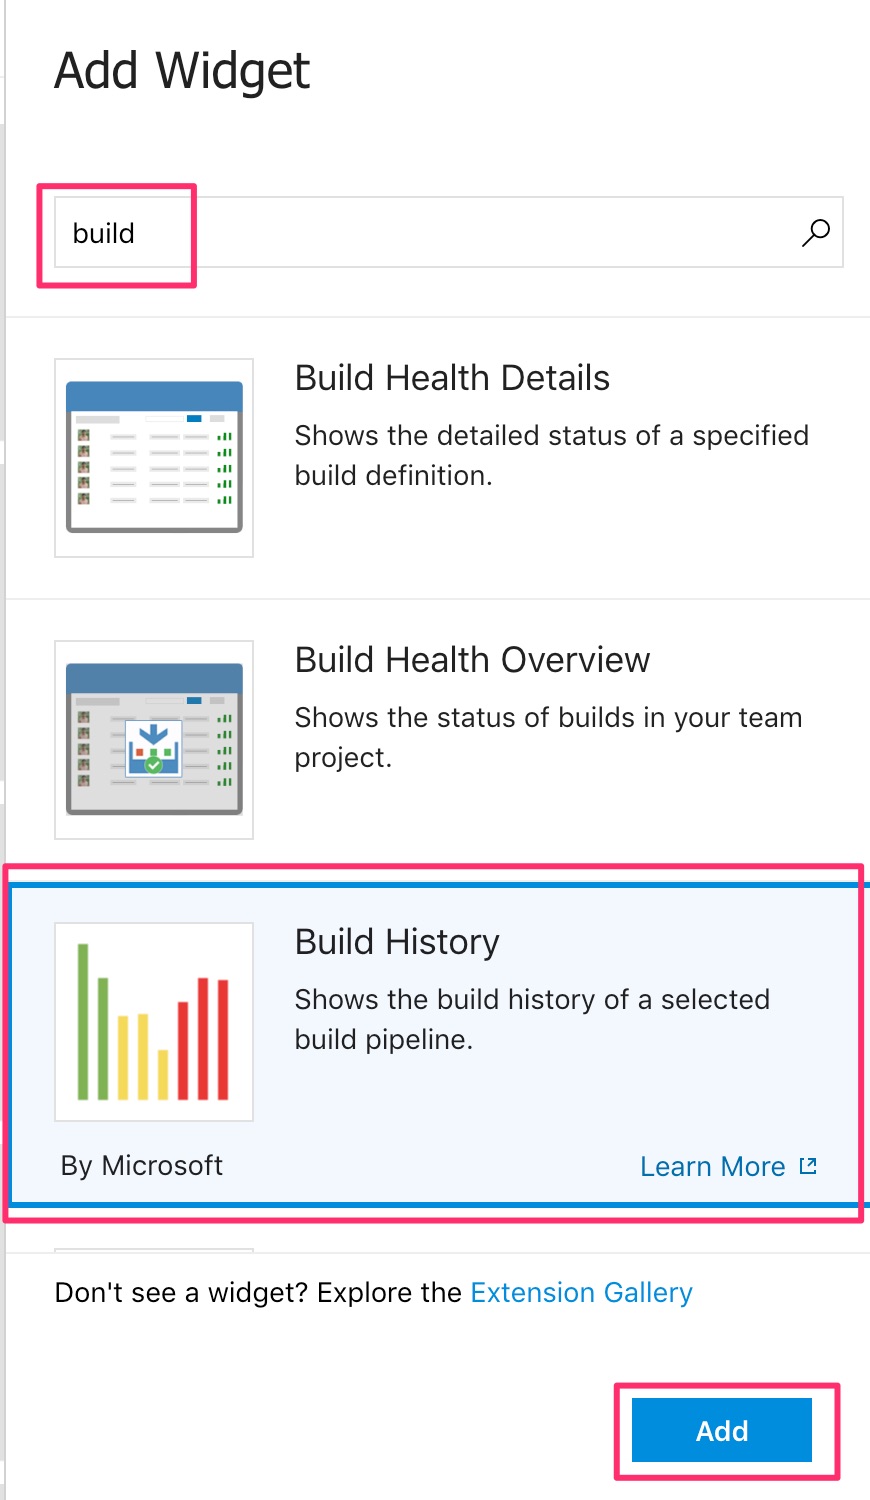 Add Widget
build
Build Health Details
Shows the detailed status of a specified
build definition.
Build Health Overview
Shows the status of builds in your team
project.
Build History
Shows the build history of a selected
build pipeline.
By Microsoft
Learn More
Don't see a widget? Explore the Extension Gallery
Add